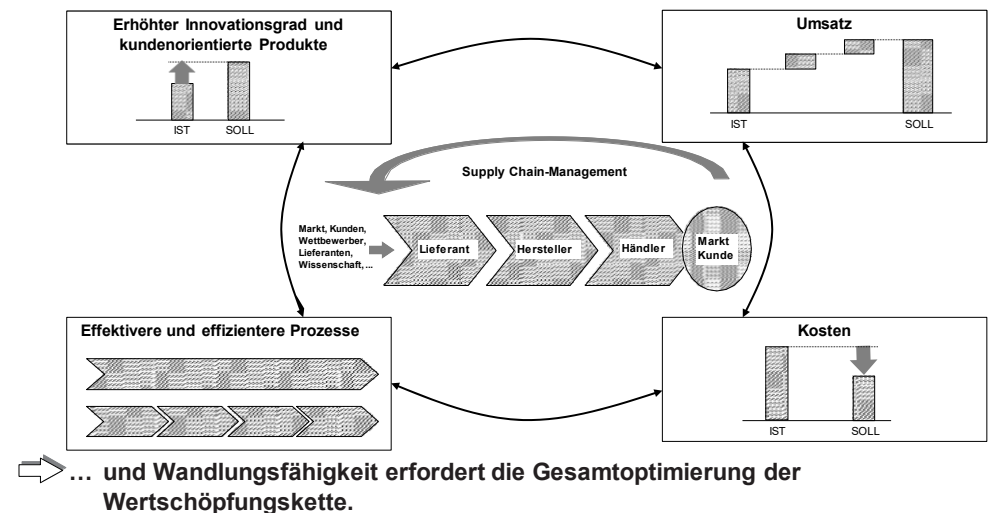 Erhöhter Innovationsgrad und
kundenorientierte Produkte
IST
SOLL
Umsatz
IST
SOLL
Supply Chain-Management
Markt, Kunden,
Wettbewerber,
Lieferanten,
Wissenschaft, ...
Lieferant
Hersteller
Händler
Markt
Kunde
Effektivere und effizientere Prozesse
Kosten
IST
SOLL
... und Wandlungsfähigkeit erfordert die Gesamtoptimierung der
Wertschöpfungskette.